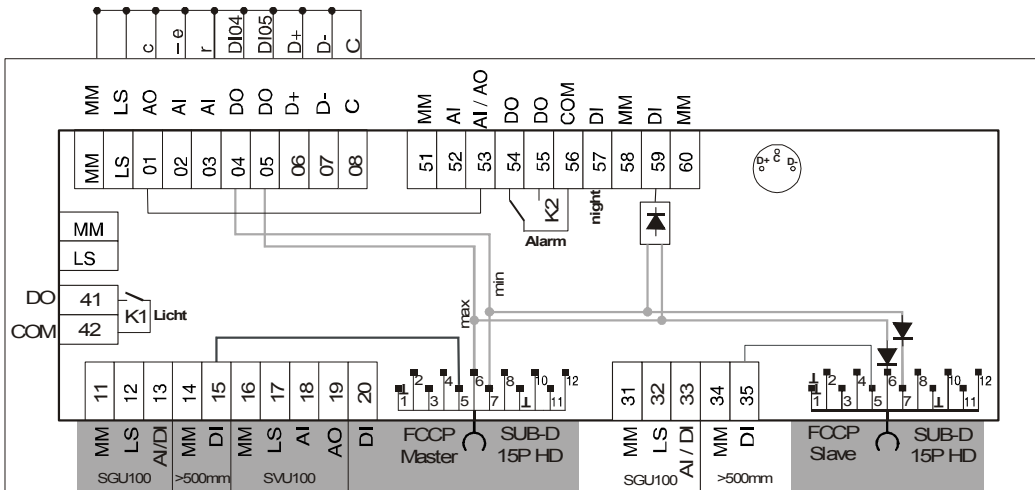 c – e r DI04 DI05 D+ D- C
MM LS AO AI AI DO DO D+ D- C
MM AI AI / AO DO DO COM DI MM DI MM
MM LS 01 02 03 04 05 06 07 08
51 52 53 54 55 56 57 58 59 60
D+ C D-
MM
LS
K2
night
Alarm
DO 41
COM 42
K1 Licht
max
min
11 12 13 14 15 16 17 18 19 20
⊥ 1 2 3 4 5 6 7 8 ⊥ 10 11 12
31 32 33 34 35
⊥ 1 2 3 4 5 6 7 8 ⊥ 10 11 12
MM LS AI/DI MM DI MM LS AI AO DI
FCCP Master
SUB-D 15P HD
MM LS AI / DI MM DI
FCCP Slave
SUB-D 15P HD
SGU100 >500mm SVU100
SGU100 >500mm